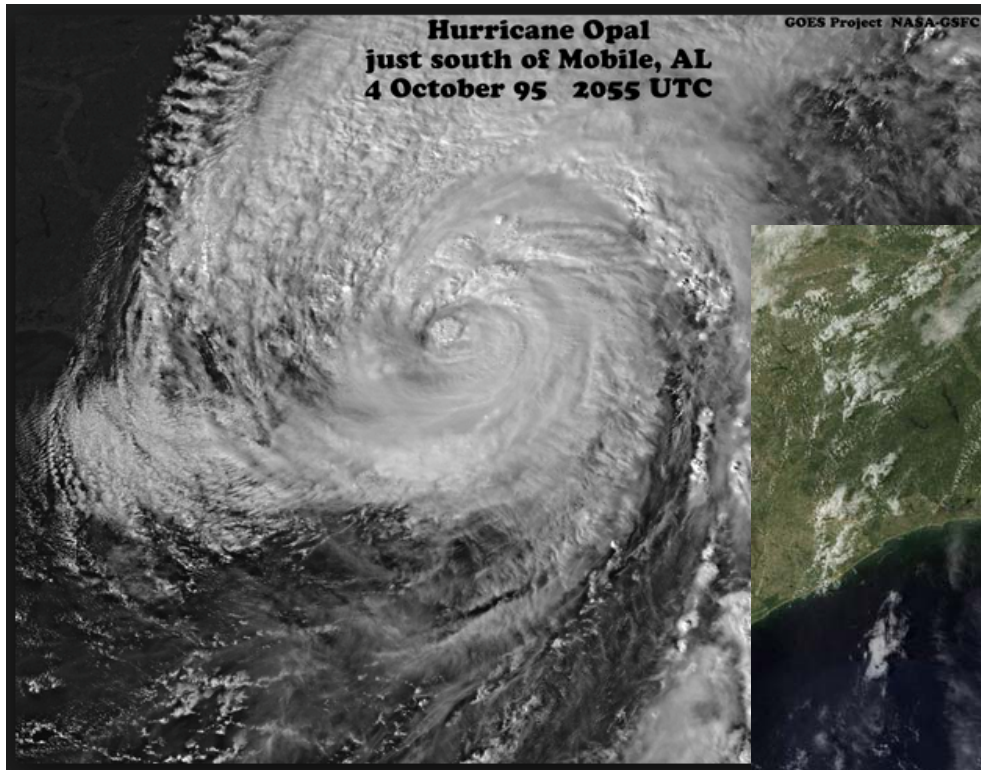 Hurricane Opal
just south of Mobile, AL
4 October 95 2055 UTC
GOES Project NASA-GSFC